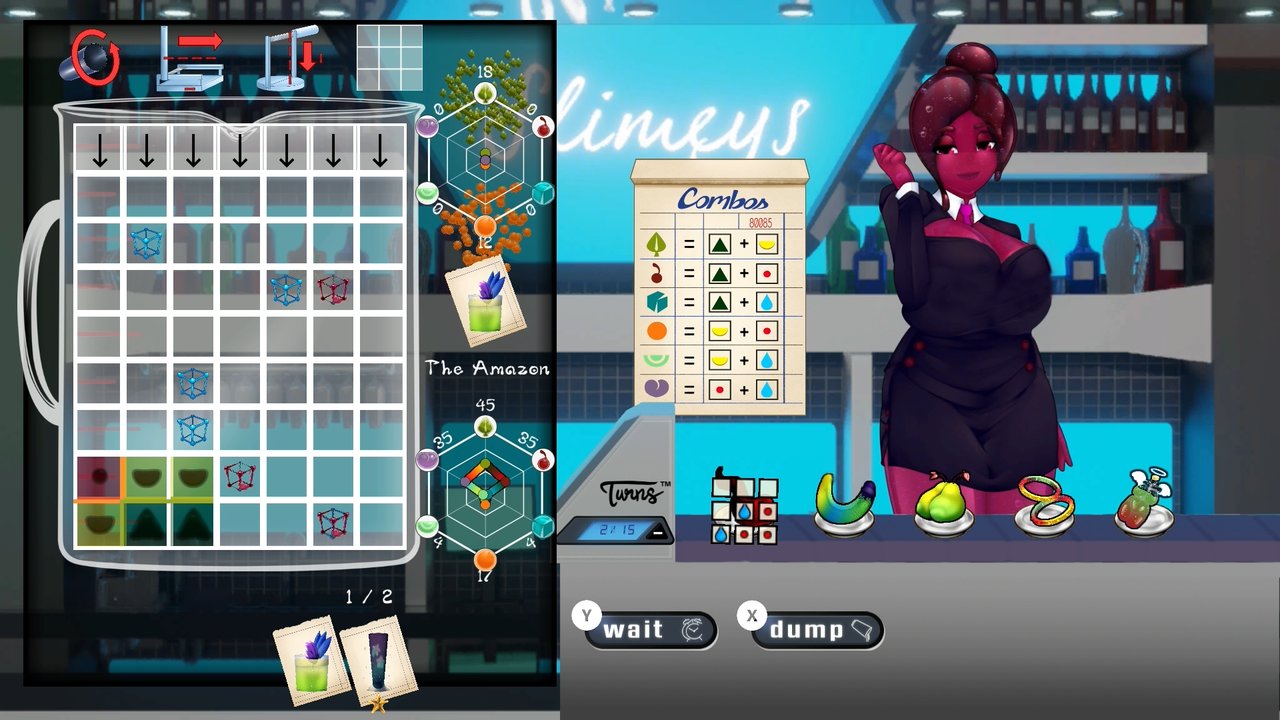 limeys
18
0
0
Combos
80085
= +
= +
= +
0
0
= +
12
= +
= +
The Amazon
45
35
35
Turns™
2/15
4
4
17
1 / 2
Y wait
X dump